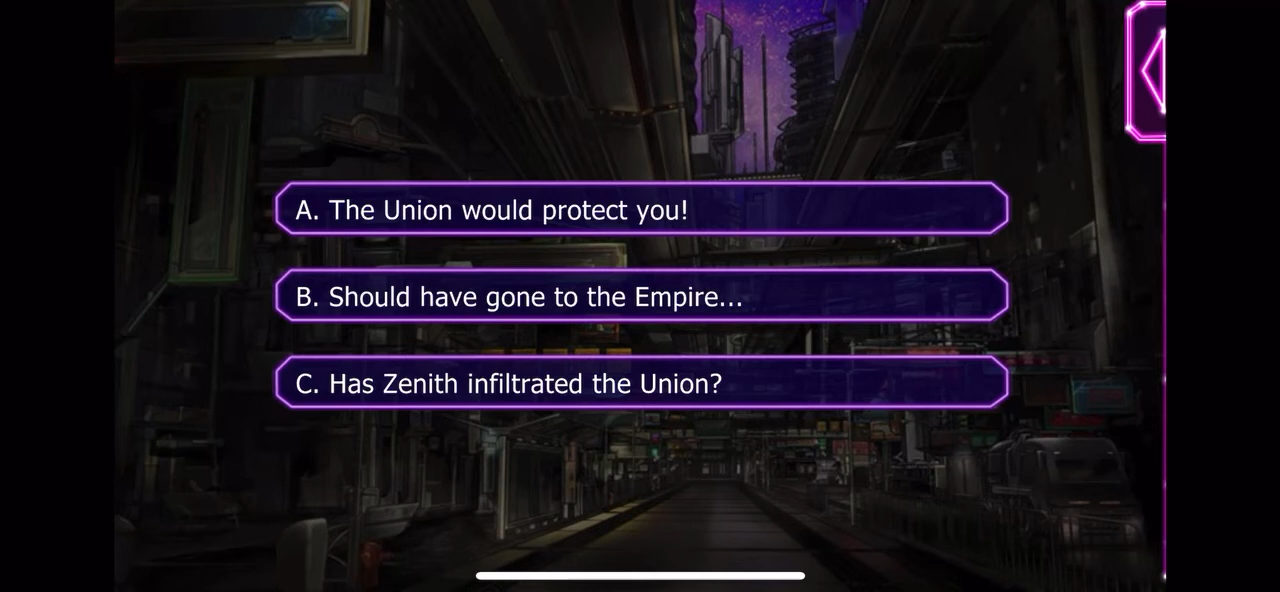 A. The Union would protect you!
B. Should have gone to the Empire...
C. Has Zenith infiltrated the Union?